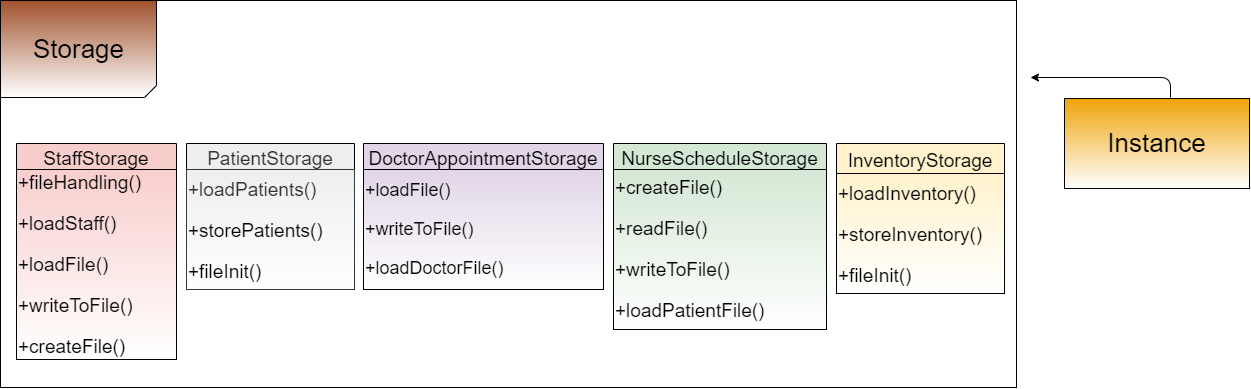 Storage
Instance
StaffStorage
+fileHandling()
+loadStaff()
+loadFile()
+writeToFile()
+createFile()
PatientStorage
+loadPatients()
+storePatients()
+fileInit()
DoctorAppointmentStorage
+loadFile()
+writeToFile()
+loadDoctorFile()
NurseScheduleStorage
+createFile()
+readFile()
+writeToFile()
+loadPatientFile()
InventoryStorage
+loadInventory()
+storeInventory()
+fileInit()